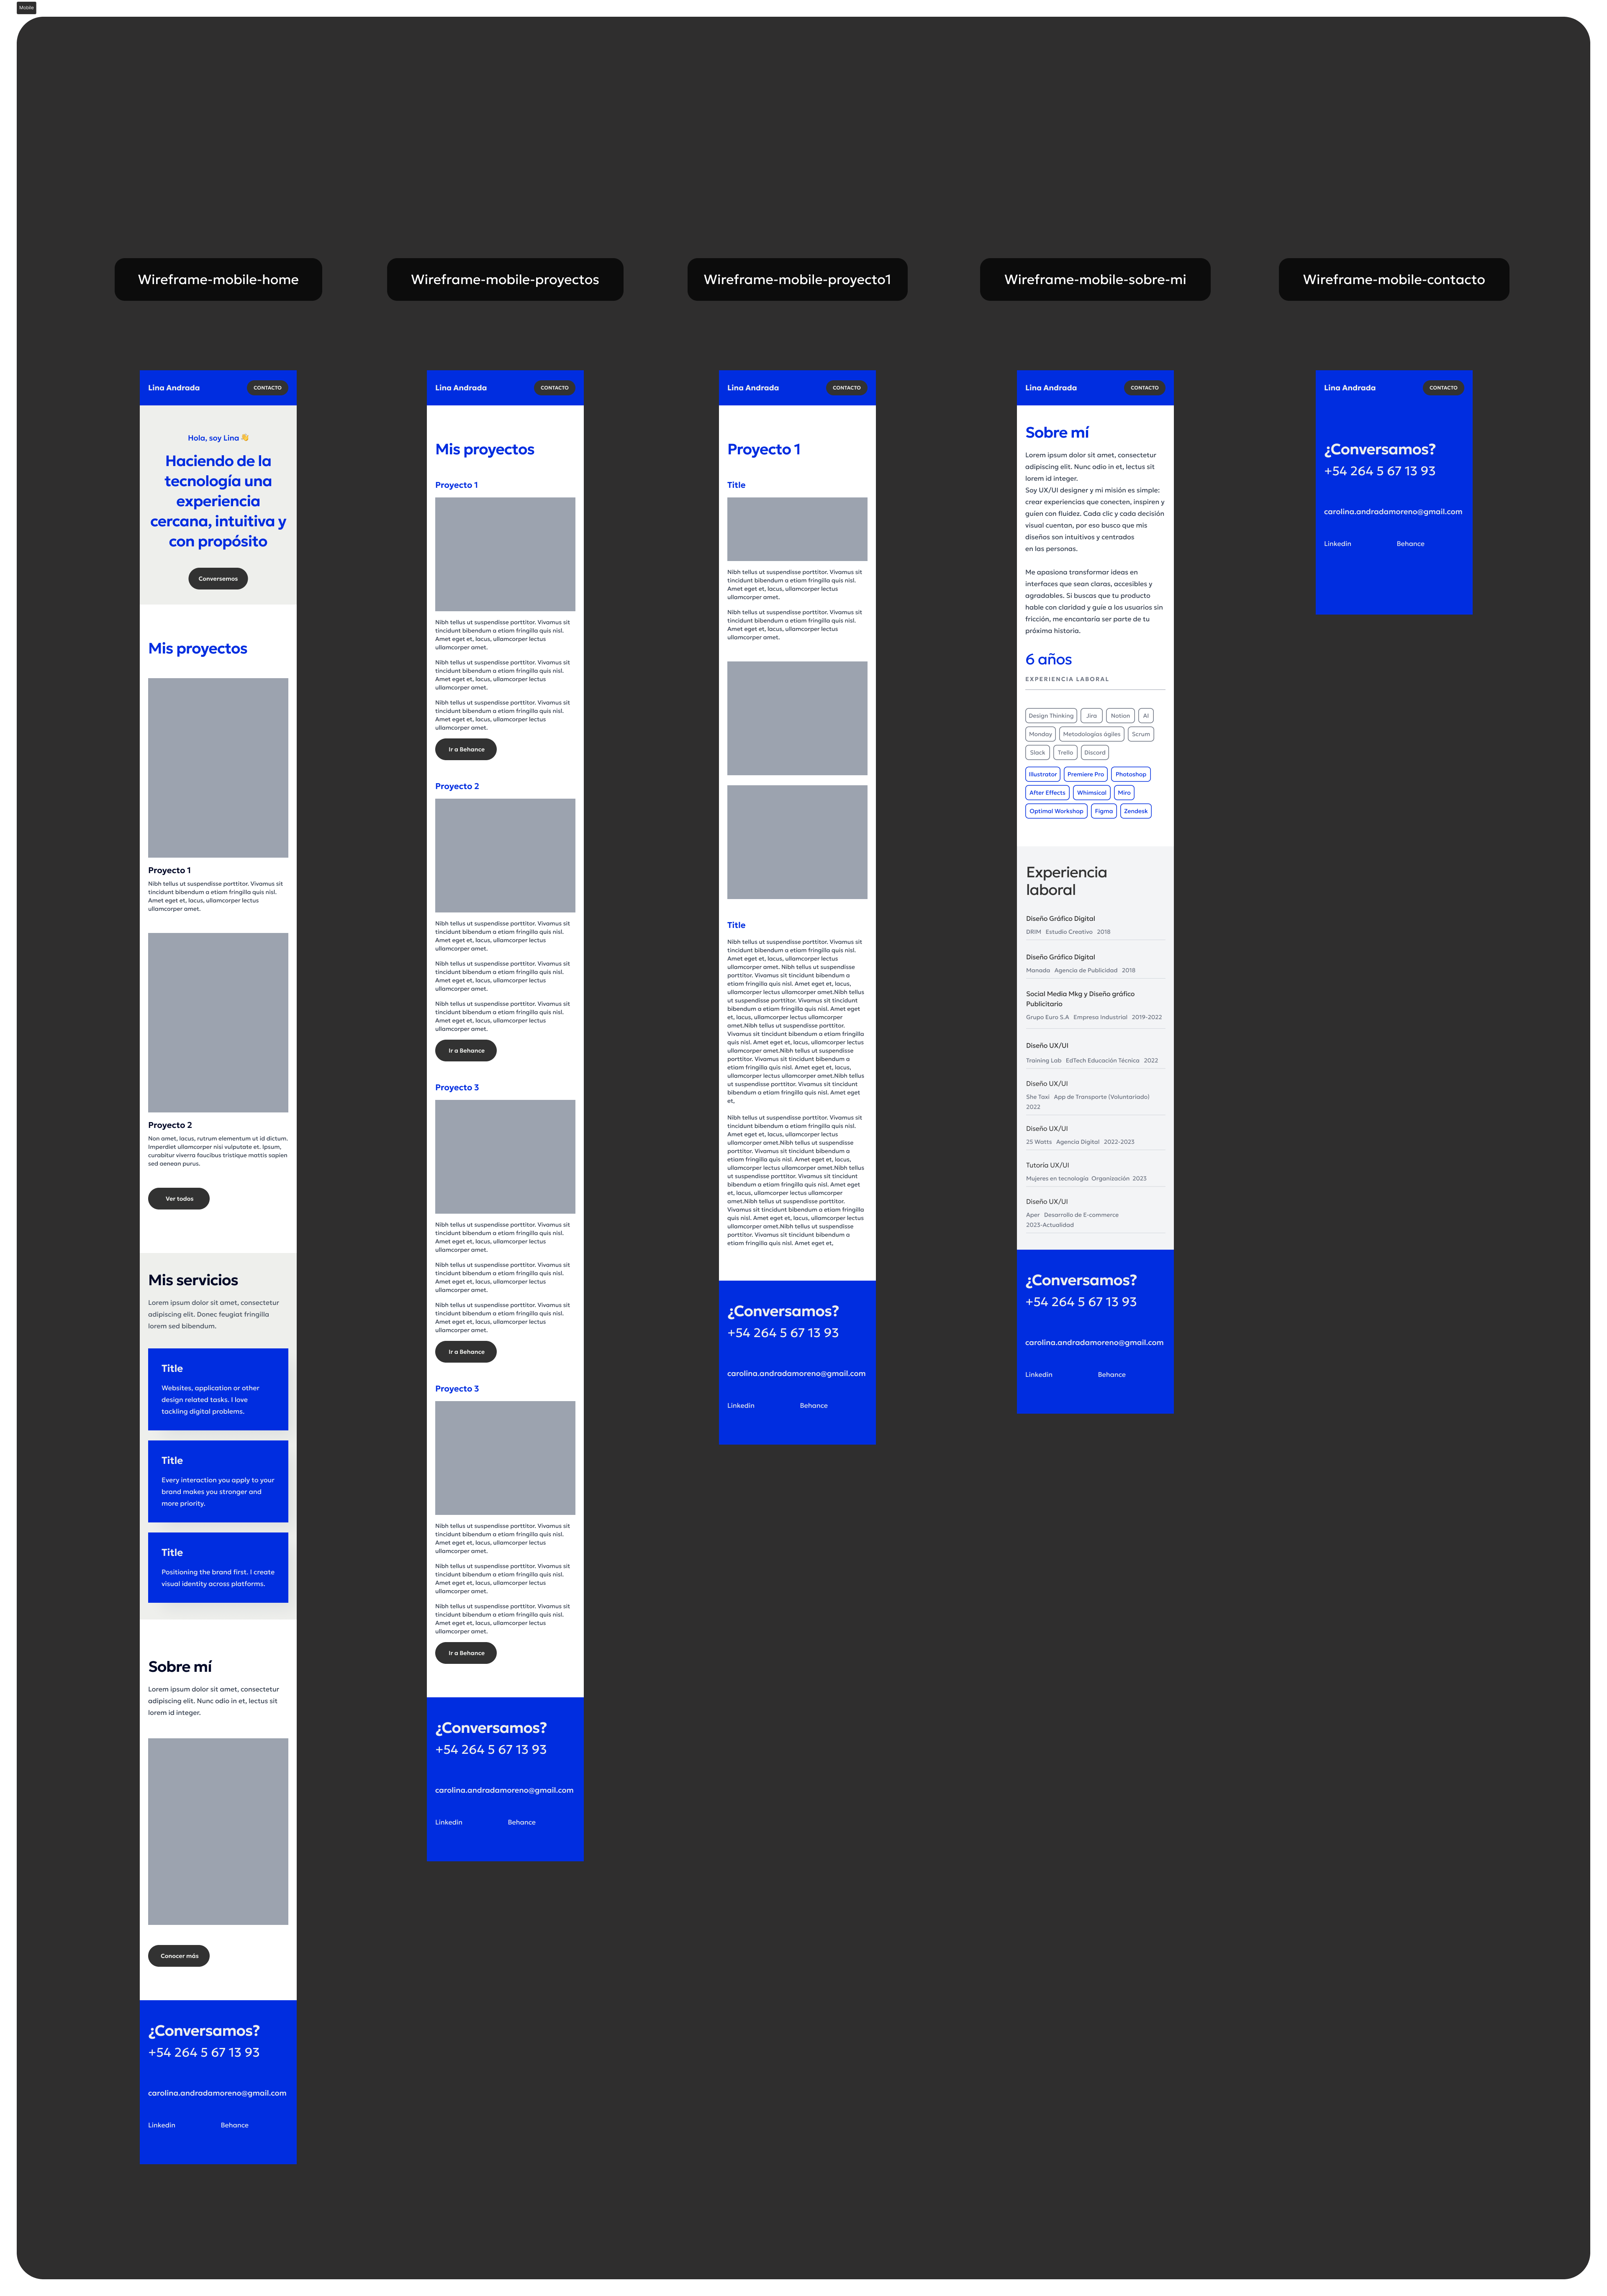 Mobile
Wireframe-mobile-home
Wireframe-mobile-proyectos
Wireframe-mobile-proyecto1
Wireframe-mobile-sobre-mi
Wireframe-mobile-contacto
Lina Andrada
CONTACTO
Hola, soy Lina 👋
Haciendo de la
tecnología una
experiencia
cercana, intuitiva y
con propósito
Conversemos
Mis proyectos
Proyecto 1
Nibh tellus ut suspendisse porttitor. Vivamus sit
tincidunt bibendum a etiam fringilla quis nisl.
Amet eget et, lacus, ullamcorper lectus
ullamcorper amet.
Proyecto 2
Non amet, lacus, rutrum elementum ut id dictum.
Imperdiet ullamcorper nisi vulputate et. Ipsum,
curabitur viverra faucibus tristique mattis sapien
sed aenean purus.
Ver todos
Mis servicios
Lorem ipsum dolor sit amet, consectetur
adipiscing elit. Donec feugiat fringilla
lorem sed bibendum.
Title
Websites, application or other
design related tasks. I love
tackling digital problems.
Title
Every interaction you apply to your
brand makes you stronger and
more priority.
Title
Positioning the brand first. I create
visual identity across platforms.
Sobre mí
Lorem ipsum dolor sit amet, consectetur
adipiscing elit. Nunc odio in et, lectus sit
lorem id integer.
Conocer más
¿Conversamos?
+54 264 5 67 13 93
carolina.andradamoreno@gmail.com
Linkedin Behance
Lina Andrada
CONTACTO
Mis proyectos
Proyecto 1
Nibh tellus ut suspendisse porttitor. Vivamus sit
tincidunt bibendum a etiam fringilla quis nisl.
Amet eget et, lacus, ullamcorper lectus
ullamcorper amet.
Nibh tellus ut suspendisse porttitor. Vivamus sit
tincidunt bibendum a etiam fringilla quis nisl.
Amet eget et, lacus, ullamcorper lectus
ullamcorper amet.
Nibh tellus ut suspendisse porttitor. Vivamus sit
tincidunt bibendum a etiam fringilla quis nisl.
Amet eget et, lacus, ullamcorper lectus
ullamcorper amet.
Ir a Behance
Proyecto 2
Nibh tellus ut suspendisse porttitor. Vivamus sit
tincidunt bibendum a etiam fringilla quis nisl.
Amet eget et, lacus, ullamcorper lectus
ullamcorper amet.
Nibh tellus ut suspendisse porttitor. Vivamus sit
tincidunt bibendum a etiam fringilla quis nisl.
Amet eget et, lacus, ullamcorper lectus
ullamcorper amet.
Nibh tellus ut suspendisse porttitor. Vivamus sit
tincidunt bibendum a etiam fringilla quis nisl.
Amet eget et, lacus, ullamcorper lectus
ullamcorper amet.
Ir a Behance
Proyecto 3
Nibh tellus ut suspendisse porttitor. Vivamus sit
tincidunt bibendum a etiam fringilla quis nisl.
Amet eget et, lacus, ullamcorper lectus
ullamcorper amet.
Nibh tellus ut suspendisse porttitor. Vivamus sit
tincidunt bibendum a etiam fringilla quis nisl.
Amet eget et, lacus, ullamcorper lectus
ullamcorper amet.
Nibh tellus ut suspendisse porttitor. Vivamus sit
tincidunt bibendum a etiam fringilla quis nisl.
Amet eget et, lacus, ullamcorper lectus
ullamcorper amet.
Ir a Behance
Proyecto 3
Nibh tellus ut suspendisse porttitor. Vivamus sit
tincidunt bibendum a etiam fringilla quis nisl.
Amet eget et, lacus, ullamcorper lectus
ullamcorper amet.
Nibh tellus ut suspendisse porttitor. Vivamus sit
tincidunt bibendum a etiam fringilla quis nisl.
Amet eget et, lacus, ullamcorper lectus
ullamcorper amet.
Nibh tellus ut suspendisse porttitor. Vivamus sit
tincidunt bibendum a etiam fringilla quis nisl.
Amet eget et, lacus, ullamcorper lectus
ullamcorper amet.
Ir a Behance
¿Conversamos?
+54 264 5 67 13 93
carolina.andradamoreno@gmail.com
Linkedin Behance
Lina Andrada
CONTACTO
Proyecto 1
Title
Nibh tellus ut suspendisse porttitor. Vivamus sit
tincidunt bibendum a etiam fringilla quis nisl.
Amet eget et, lacus, ullamcorper lectus
ullamcorper amet.
Nibh tellus ut suspendisse porttitor. Vivamus sit
tincidunt bibendum a etiam fringilla quis nisl.
Amet eget et, lacus, ullamcorper lectus
ullamcorper amet.
Title
Nibh tellus ut suspendisse porttitor. Vivamus sit
tincidunt bibendum a etiam fringilla quis nisl.
Amet eget et, lacus, ullamcorper lectus
ullamcorper amet. Nibh tellus ut suspendisse
porttitor. Vivamus sit tincidunt bibendum a
etiam fringilla quis nisl. Amet eget et, lacus,
ullamcorper lectus ullamcorper amet.Nibh tellus
ut suspendisse porttitor. Vivamus sit tincidunt
bibendum a etiam fringilla quis nisl. Amet eget
et, lacus, ullamcorper lectus ullamcorper
amet.Nibh tellus ut suspendisse porttitor.
Vivamus sit tincidunt bibendum a etiam fringilla
quis nisl. Amet eget et, lacus, ullamcorper lectus
ullamcorper amet.Nibh tellus ut suspendisse
porttitor. Vivamus sit tincidunt bibendum a
etiam fringilla quis nisl. Amet eget et, lacus,
ullamcorper lectus ullamcorper amet.Nibh tellus
ut suspendisse porttitor. Vivamus sit tincidunt
bibendum a etiam fringilla quis nisl. Amet eget
et,
Nibh tellus ut suspendisse porttitor. Vivamus sit
tincidunt bibendum a etiam fringilla quis nisl.
Amet eget et, lacus, ullamcorper lectus
ullamcorper amet.Nibh tellus ut suspendisse
porttitor. Vivamus sit tincidunt bibendum a
etiam fringilla quis nisl. Amet eget et, lacus,
ullamcorper lectus ullamcorper amet.Nibh tellus
ut suspendisse porttitor. Vivamus sit tincidunt
bibendum a etiam fringilla quis nisl. Amet eget
et, lacus, ullamcorper lectus ullamcorper
amet.Nibh tellus ut suspendisse porttitor.
Vivamus sit tincidunt bibendum a etiam fringilla
quis nisl. Amet eget et, lacus, ullamcorper lectus
ullamcorper amet.Nibh tellus ut suspendisse
porttitor. Vivamus sit tincidunt bibendum a
etiam fringilla quis nisl. Amet eget et,
¿Conversamos?
+54 264 5 67 13 93
carolina.andradamoreno@gmail.com
Linkedin Behance
Lina Andrada
CONTACTO
Sobre mí
Lorem ipsum dolor sit amet, consectetur
adipiscing elit. Nunc odio in et, lectus sit
lorem id integer.
Soy UX/UI designer y mi misión es simple:
crear experiencias que conecten, inspiren y
guíen con fluidez. Cada clic y cada decisión
visual cuentan, por eso busco que mis
diseños son intuitivos y centrados
en las personas.
Me apasiona transformar ideas en
interfaces que sean claras, accesibles y
agradables. Si buscas que tu producto
hable con claridad y guíe a los usuarios sin
fricción, me encantaría ser parte de tu
próxima historia.
6 años
EXPERIENCIA LABORAL
Design Thinking Jira Notion AI
Monday Metodologías ágiles Scrum
Slack Trello Discord
Illustrator Premiere Pro Photoshop
After Effects Whimsical Miro
Optimal Workshop Figma Zendesk
Experiencia
laboral
Diseño Gráfico Digital
DRIM Estudio Creativo 2018
Diseño Gráfico Digital
Manada Agencia de Publicidad 2018
Social Media Mkg y Diseño gráfico
Publicitario
Grupo Euro S.A Empresa Industrial 2019-2022
Diseño UX/UI
Training Lab EdTech Educación Técnica 2022
Diseño UX/UI
She Taxi App de Transporte (Voluntariado)
2022
Diseño UX/UI
25 Watts Agencia Digital 2022-2023
Tutoria UX/UI
Mujeres en tecnología Organización 2023
Diseño UX/UI
Aper Desarrollo de E-commerce
2023-Actualidad
¿Conversamos?
+54 264 5 67 13 93
carolina.andradamoreno@gmail.com
Linkedin Behance
Lina Andrada
CONTACTO
¿Conversamos?
+54 264 5 67 13 93
carolina.andradamoreno@gmail.com
Linkedin Behance